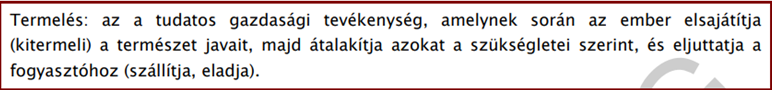 Termelés: az a tudatos gazdasági tevékenység, amelynek során az ember elsajátítja
(kitermeli) a természet javait, majd átalakítja azokat a szükségletei szerint, és eljuttatja a
fogyasztóhoz (szállítja, eladja).